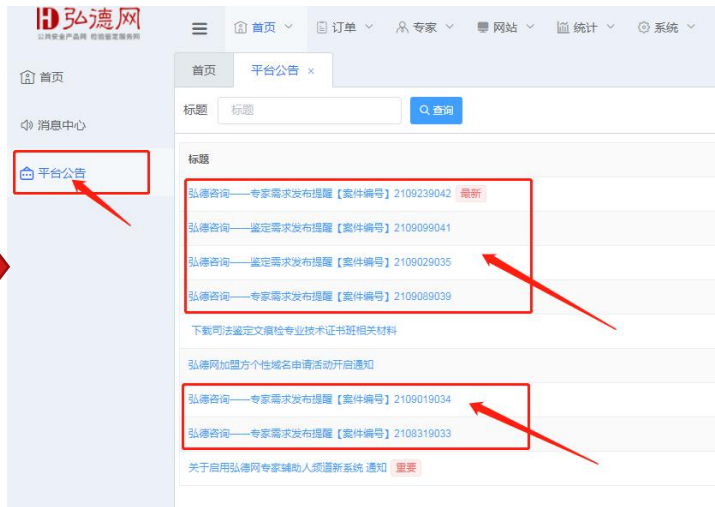 弘德网
公共安全产品网 检验鉴定服务网
首页
订单
专家
网站
统计
系统
首页
消息中心
平台公告
首页
平台公告 ×
标题
标题
查询
标题
弘德咨询——专家需求发布提醒【案件编号】2109239042 最新
弘德咨询——鉴定需求发布提醒【案件编号】2109099041
弘德咨询——鉴定需求发布提醒【案件编号】2109029035
弘德咨询——专家需求发布提醒【案件编号】2109089039
下载司法鉴定文痕检专业技术证书班相关材料
弘德网加盟方个性域名申请活动开启通知
弘德咨询——专家需求发布提醒【案件编号】2109019034
弘德咨询——专家需求发布提醒【案件编号】2108319033
关于启用弘德网专家辅助人频道新系统 通知 重要